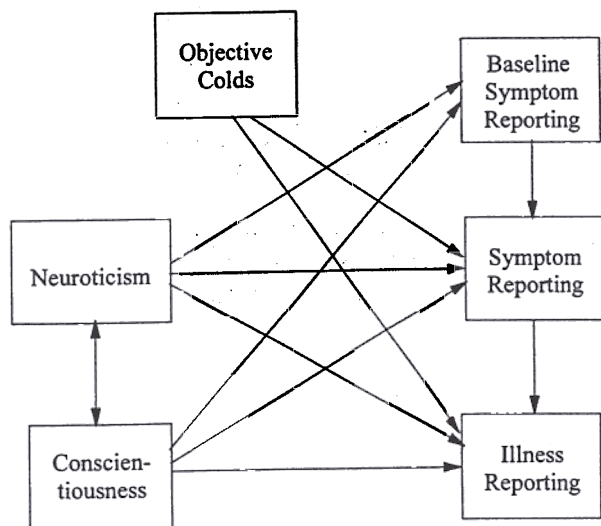 Objective
Colds
Baseline
Symptom
Reporting
Neuroticism
Symptom
Reporting
Conscien-
tiousness
Illness
Reporting